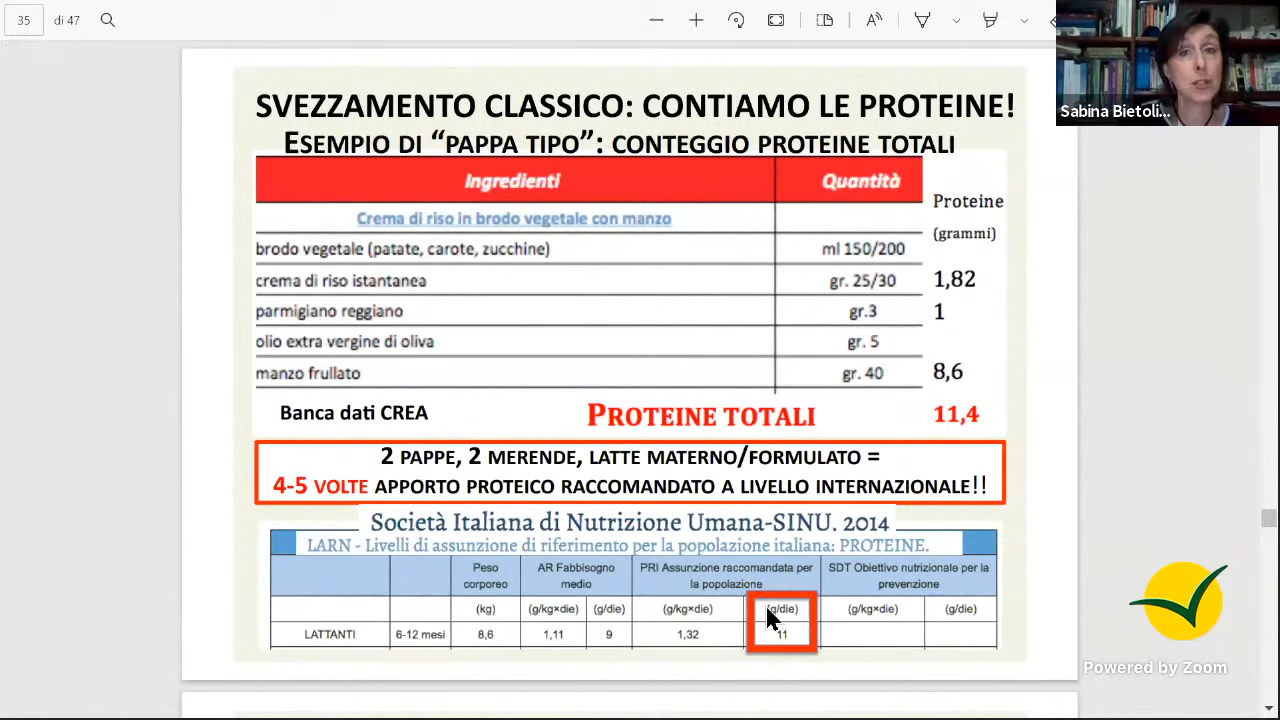 35
di 47
Sabina Bietoli...
SVEZZAMENTO CLASSICO: CONTIAMO LE PROTEINE!
ESEMPIO DI “PAPPA TIPO”: CONTEGGIO PROTEINE TOTALI
Ingredienti Quantità Proteine
Crema di riso in brodo vegetale con manzo (grammi)
brodo vegetale (patate, carote, zucchine) ml 150/200
crema di riso istantanea gr. 25/30 1,82
parmigiano reggiano gr.3 1
olio extra vergine di oliva gr. 5
manzo frullato gr. 40 8,6
Banca dati CREA PROTEINE TOTALI 11,4
2 PAPPE, 2 MERENDE, LATTE MATERNO/FORMULATO =
4-5 VOLTE APPORTO PROTEICO RACCOMANDATO A LIVELLO INTERNAZIONALE!!
Società Italiana di Nutrizione Umana-SINU. 2014
LARN - Livelli di assunzione di riferimento per la popolazione italiana: PROTEINE.
Peso corporeo AR Fabbisogno medio PRI Assunzione raccomandata per la popolazione SDT Obiettivo nutrizionale per la prevenzione
(kg) (g/kg×die) (g/die) (g/kg×die) (g/die) (g/kg×die) (g/die)
LATTANTI 6-12 mesi 8,6 1,11 9 1,32 11
Powered by Zoom